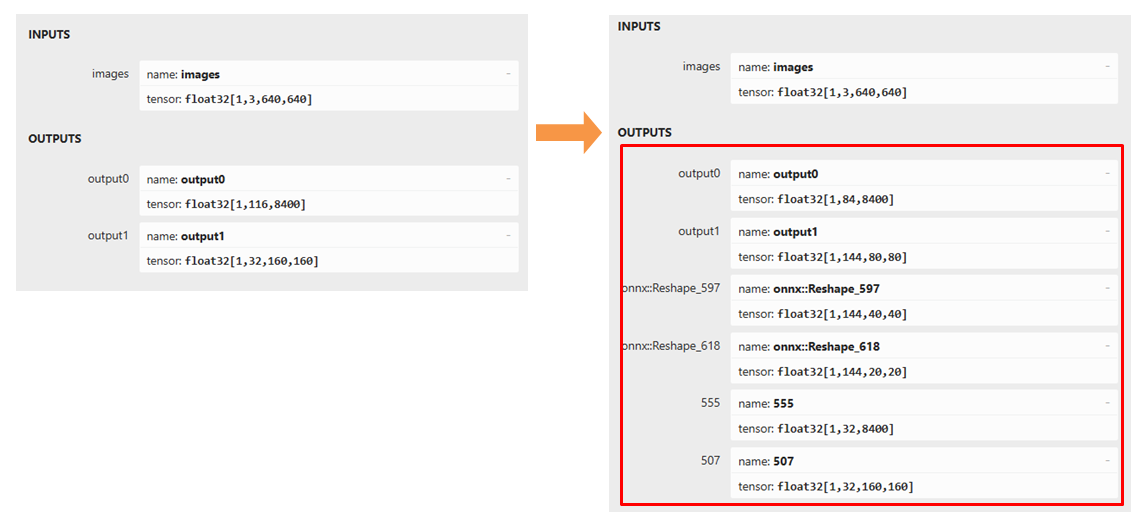 INPUTS
images
name: images
-
tensor: float32[1,3,640,640]
OUTPUTS
output0
name: output0
-
tensor: float32[1,116,8400]
output1
name: output1
-
tensor: float32[1,32,160,160]
INPUTS
images
name: images
-
tensor: float32[1,3,640,640]
OUTPUTS
output0
name: output0
-
tensor: float32[1,84,8400]
output1
name: output1
-
tensor: float32[1,144,80,80]
onnx::Reshape_597
name: onnx::Reshape_597
-
tensor: float32[1,144,40,40]
onnx::Reshape_618
name: onnx::Reshape_618
-
tensor: float32[1,144,20,20]
555
name: 555
-
tensor: float32[1,32,8400]
507
name: 507
-
tensor: float32[1,32,160,160]